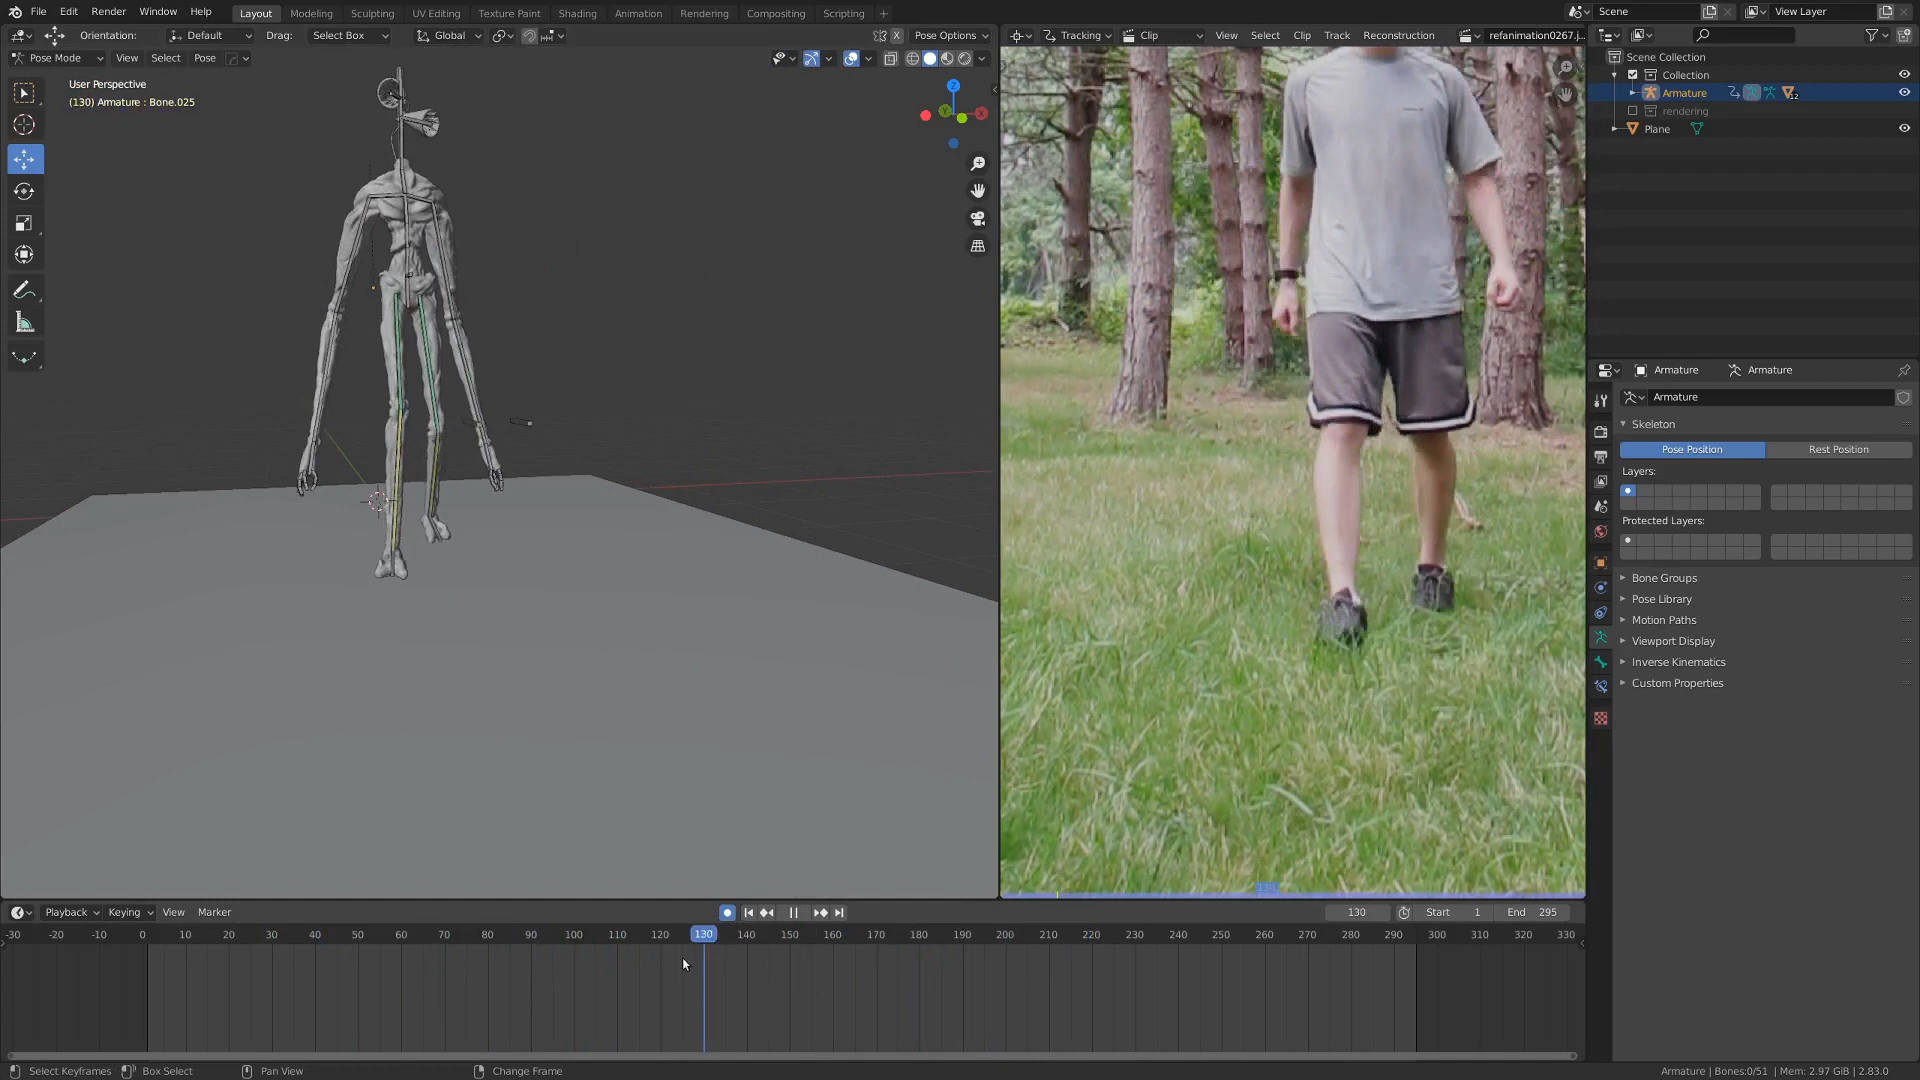 File Edit Render Window Help Layout Modeling Sculpting UV Editing Texture Paint Shading Animation Rendering Compositing Scripting + Scene View Layer
Orientation: Default Drag: Select Box Global X Pose Options Tracking Clip View Select Clip Track Reconstruction refanimation0267.j...
Pose Mode View Select Pose
Scene Collection
Collection
Armature 12
rendering
Plane
User Perspective
(130) Armature : Bone.025
Z
Y
X
Armature Armature
Armature
Skeleton
Pose Position Rest Position
Layers:
Protected Layers:
Bone Groups
Pose Library
Motion Paths
Viewport Display
Inverse Kinematics
Custom Properties
Playback Keying View Marker 130 Start 1 End 295
-30 -20 -10 0 10 20 30 40 50 60 70 80 90 100 110 120 130 140 150 160 170 180 190 200 210 220 230 240 250 260 270 280 290 300 310 320 330
Select Keyframes Box Select Pan View Change Frame Armature | Bones:0/51 | Mem: 2.97 GiB | 2.83.0